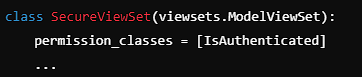 class SecureViewSet(viewsets.ModelViewSet):
    permission_classes = [IsAuthenticated]
    ...